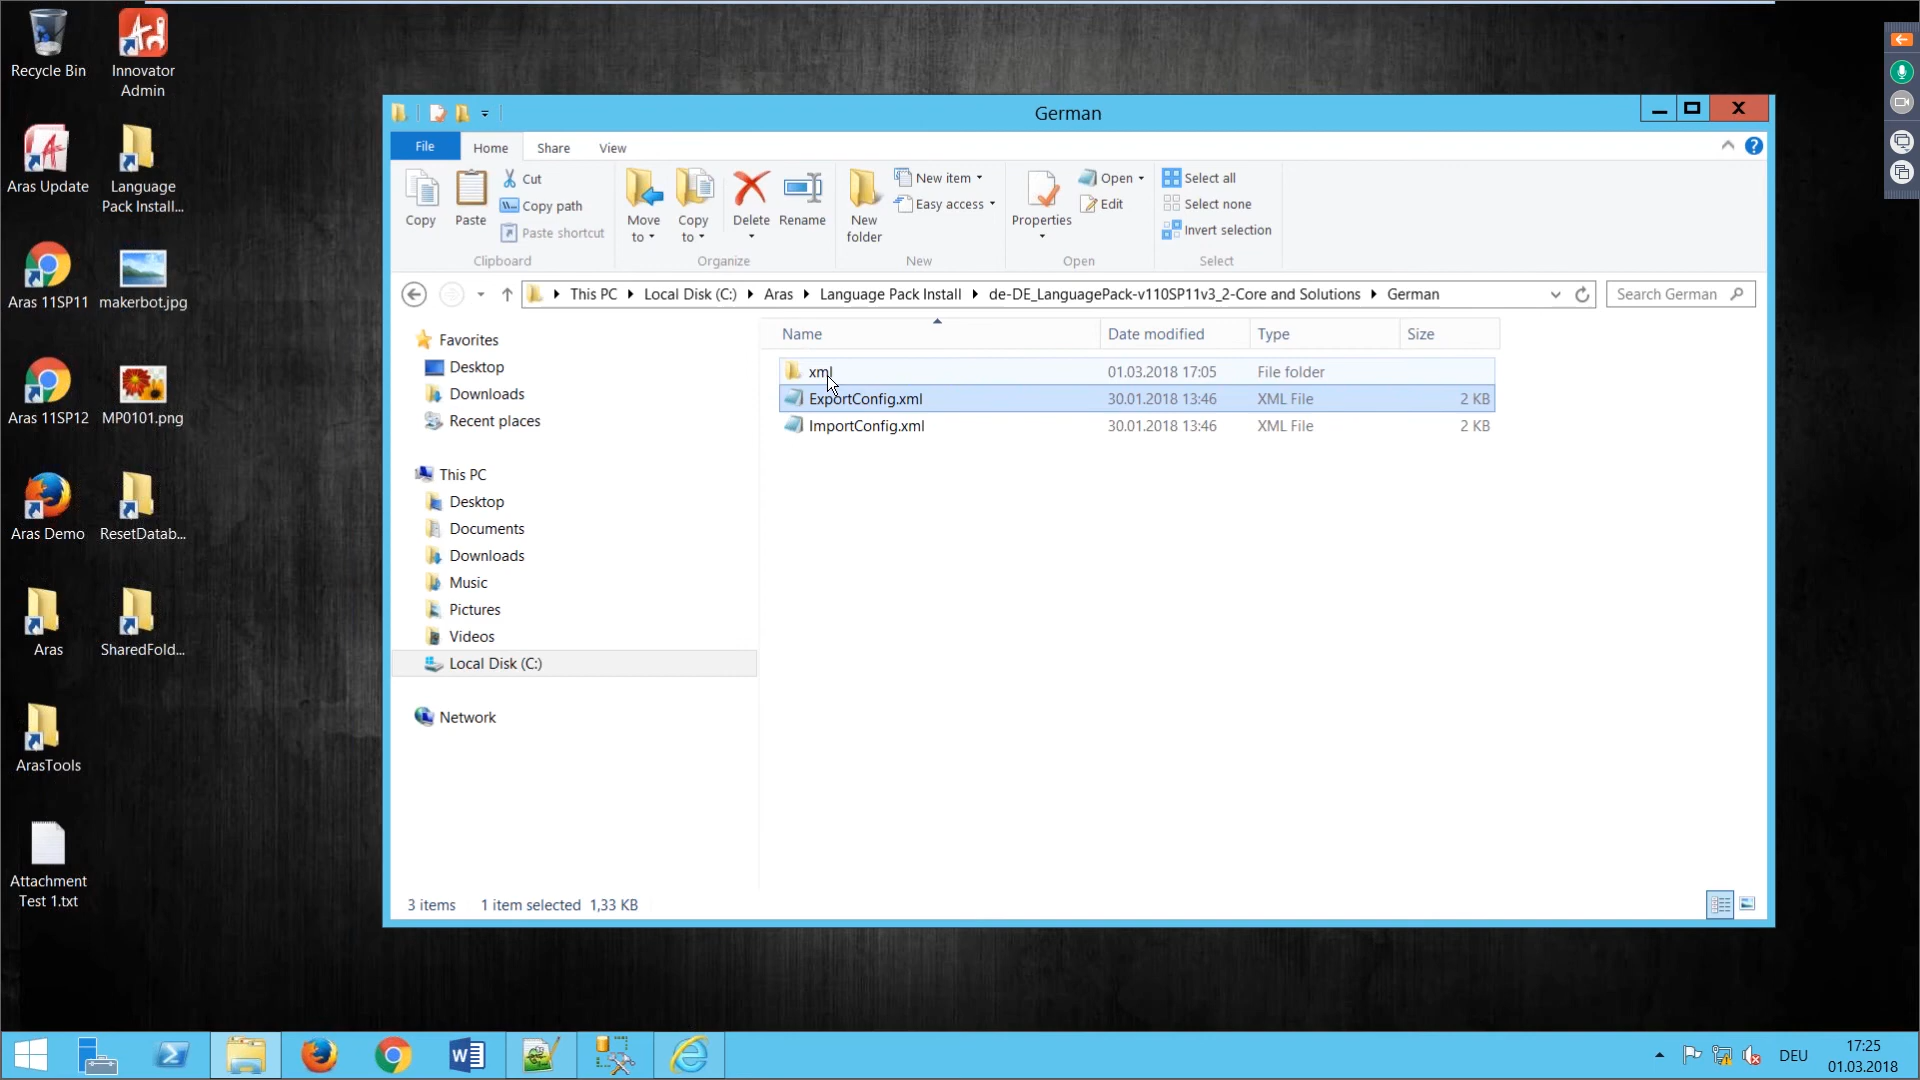 Recycle Bin
Innovator
Admin
Aras Update
Language
Pack Install...
Aras 11SP11
makerbot.jpg
Aras 11SP12
MP0101.png
Aras Demo
ResetDatab...
Aras
SharedFold...
ArasTools
Attachment
Test 1.txt
German
File Home Share View
Copy
Paste
Cut
Copy path
Paste shortcut
Clipboard
Move
to
Copy
to
Delete
Rename
Organize
New
folder
New item
Easy access
New
Properties
Open
Edit
Open
Select all
Select none
Invert selection
Select
This PC Local Disk (C:) Aras Language Pack Install de-DE_LanguagePack-v110SP11v3_2-Core and Solutions German
Search German
Favorites
Desktop
Downloads
Recent places
This PC
Desktop
Documents
Downloads
Music
Pictures
Videos
Local Disk (C:)
Network
Name Date modified Type Size
xml 01.03.2018 17:05 File folder
ExportConfig.xml 30.01.2018 13:46 XML File 2 KB
ImportConfig.xml 30.01.2018 13:46 XML File 2 KB
3 items 1 item selected 1,33 KB
DEU
17:25
01.03.2018